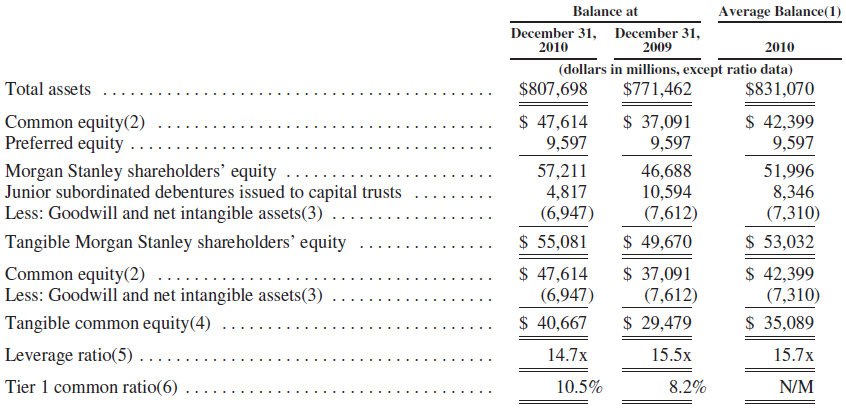 Balance at Average Balance(1)
December 31, 2010 December 31, 2009 2010
(dollars in millions, except ratio data)
Total assets $807,698 $771,462 $831,070
Common equity(2) $ 47,614 $ 37,091 $ 42,399
Preferred equity 9,597 9,597 9,597
Morgan Stanley shareholders' equity 57,211 46,688 51,996
Junior subordinated debentures issued to capital trusts 4,817 10,594 8,346
Less: Goodwill and net intangible assets(3) (6,947) (7,612) (7,310)
Tangible Morgan Stanley shareholders' equity $ 55,081 $ 49,670 $ 53,032
Common equity(2) $ 47,614 $ 37,091 $ 42,399
Less: Goodwill and net intangible assets(3) (6,947) (7,612) (7,310)
Tangible common equity(4) $ 40,667 $ 29,479 $ 35,089
Leverage ratio(5) 14.7x 15.5x 15.7x
Tier 1 common ratio(6) 10.5% 8.2% N/M